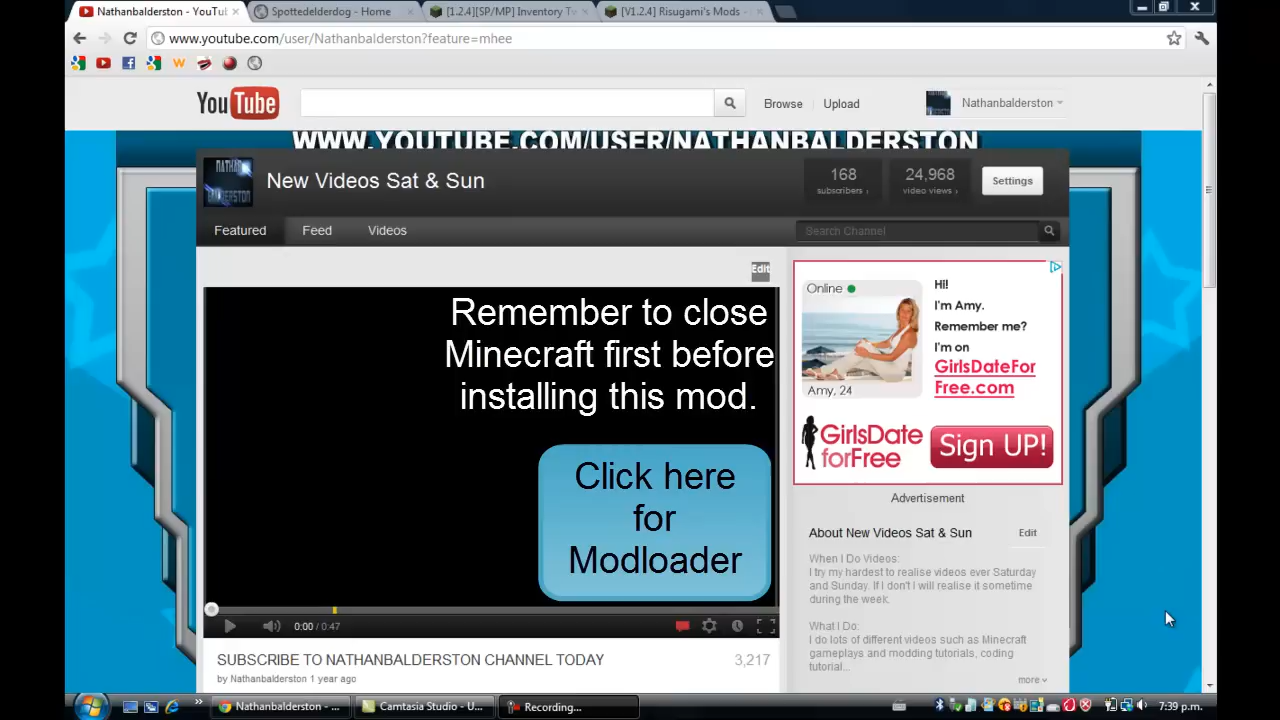 Nathanbalderston - YouTu
Spottedelderdog - Home
[1.2.4][SP/MP] Inventory Tw
[V1.2.4] Risugami's Mods -
www.youtube.com/user/Nathanbalderston?feature=mhee
YouTube
Browse
Upload
Nathanbalderston
WWW.YOUTUBE.COM/USER/NATHANBALDERSTON
NATHAN
BALDERSTON
New Videos Sat & Sun
168
subscribers ›
24,968
video views ›
Settings
Featured
Feed
Videos
Search Channel
Edit
Remember to close
Minecraft first before
installing this mod.
Click here
for
Modloader
0:00 / 0:47
SUBSCRIBE TO NATHANBALDERSTON CHANNEL TODAY
3,217
by Nathanbalderston 1 year ago
Online
Amy, 24
Hi!
I'm Amy.
Remember me?
I'm on
GirlsDateFor
Free.com
GirlsDate
forFree
Sign UP!
Advertisement
About New Videos Sat & Sun
Edit
When I Do Videos:
I try my hardest to realise videos ever Saturday
and Sunday. If I don't I will realise it sometime
during the week.
What I Do:
I do lots of different videos such as Minecraft
gameplays and modding tutorials, coding
tutorial...
more
Nathanbalderston - ...
Camtasia Studio - U...
Recording...
7:39 p.m.